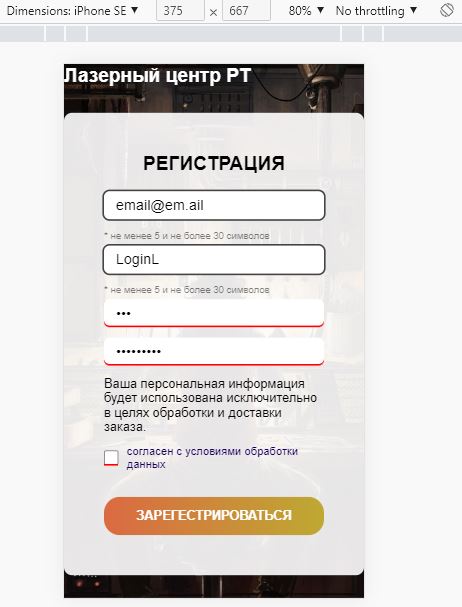 Dimensions: iPhone SE ▼ 375 × 667 80% ▼ No throttling ▼
Лазерный центр РТ
РЕГИСТРАЦИЯ
email@em.ail
* не менее 5 и не более 30 символов
LoginL
* не менее 5 и не более 30 символов
•••
•••••••••
Ваша персональная информация
будет использована исключительно
в целях обработки и доставки
заказа.
согласен с условиями обработки
данных
ЗАРЕГЕСТРИРОВАТЬСЯ